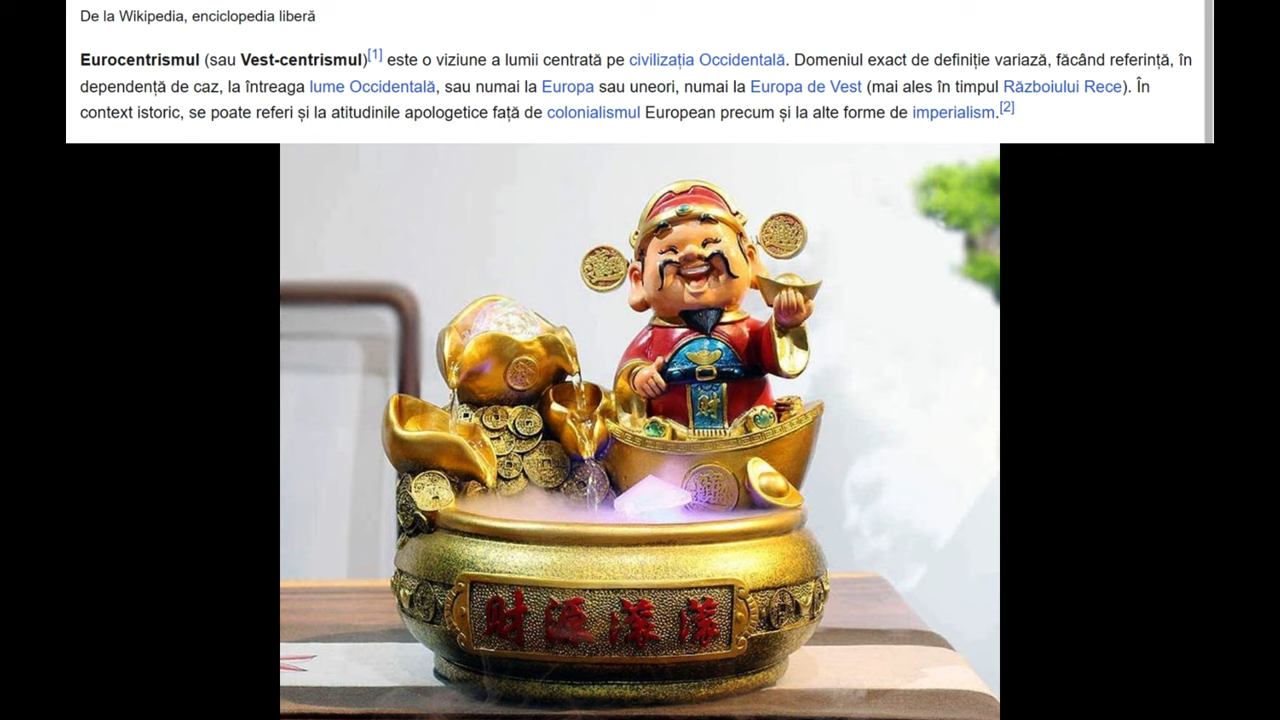 De la Wikipedia, enciclopedia liberă
Eurocentrismul (sau Vest-centrismul)[1] este o viziune a lumii centrată pe civilizația Occidentală. Domeniul exact de definiție variază, făcând referință, în
dependență de caz, la întreaga lume Occidentală, sau numai la Europa sau uneori, numai la Europa de Vest (mai ales în timpul Războiului Rece). În
context istoric, se poate referi și la atitudinile apologetice față de colonialismul European precum și la alte forme de imperialism.[2]
财
财源滚滚